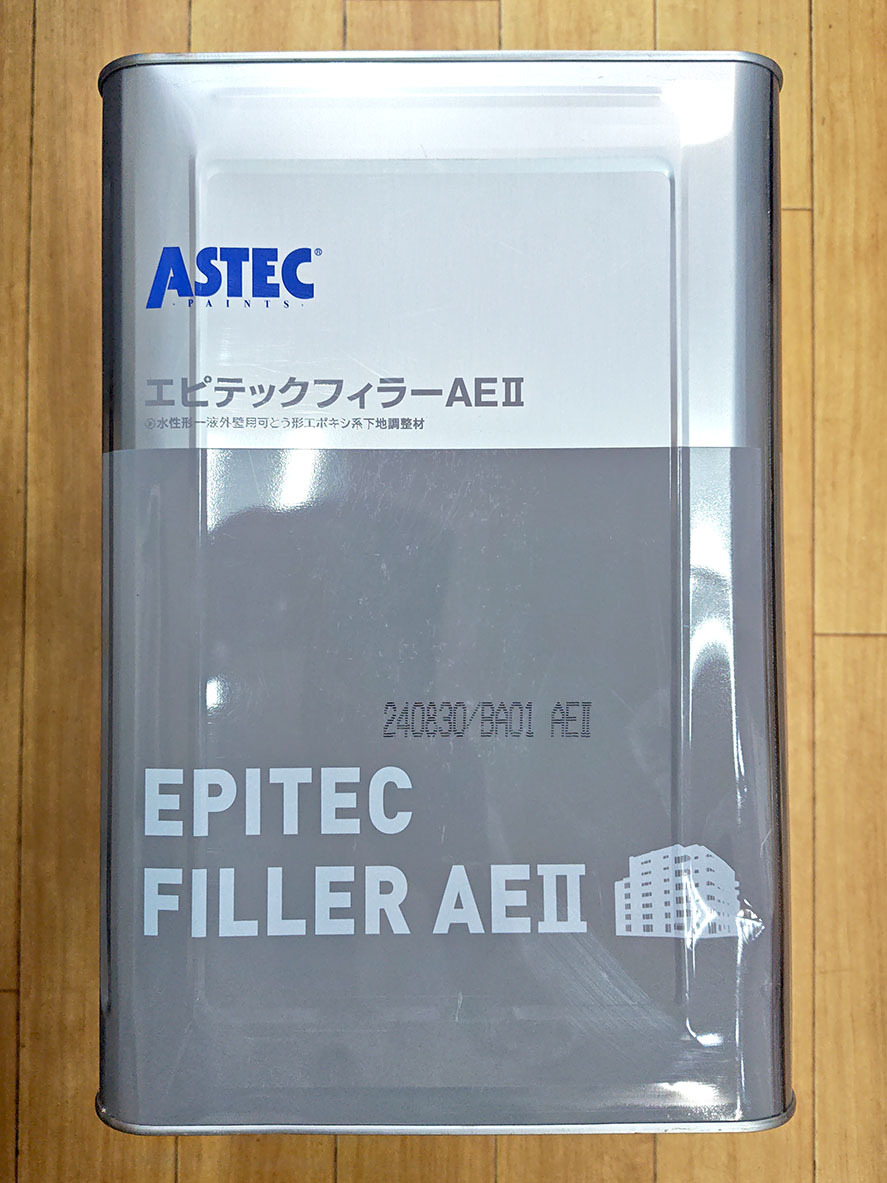 ASTEC®
PAINTS
エピテックフィラーAEⅡ
水性形一液外壁用可とう形エポキシ系下地調整材
240830/BA01 AEⅡ
EPITEC
FILLER AEⅡ